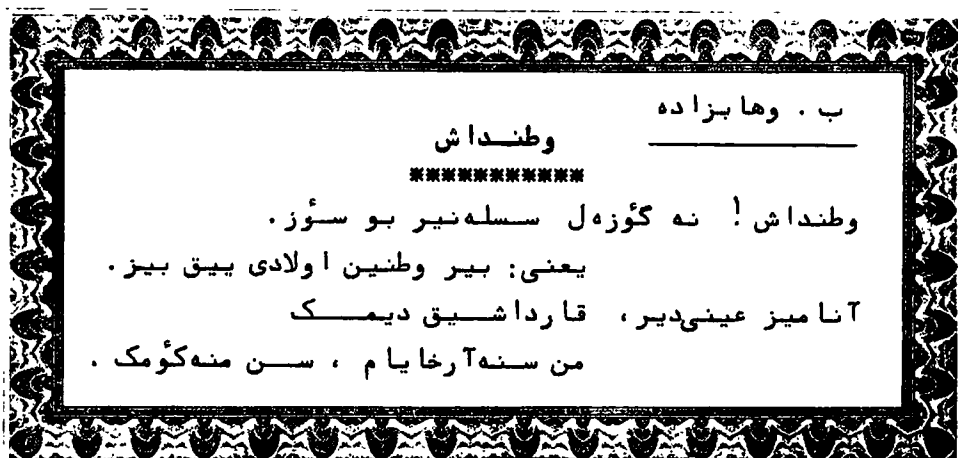 ب . وهابزاده
وطنداش
***********
وطنداش ! نه گؤزه‌ل سسله‌نیر بو سؤز.
یعنی: بیر وطنین اولادی ییق بیز.
آنامیز عینی‌دیر ، قارداشیق دیمک
من سنه‌آرخایام ، سن منه‌کؤمک .